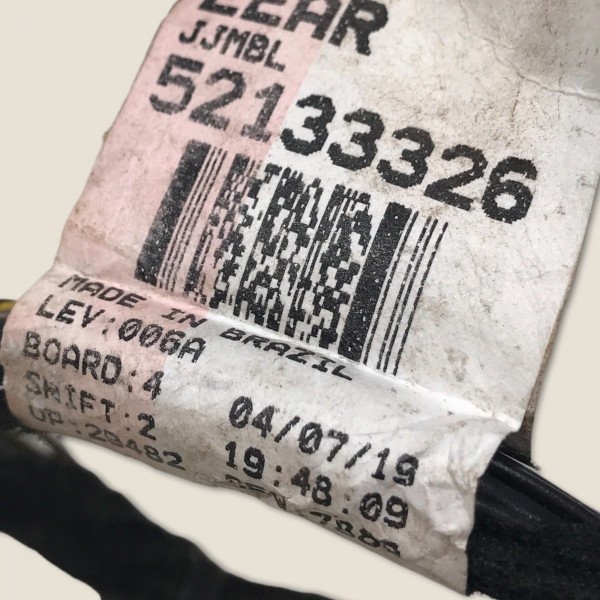 LEAR
JJMBL
52133326
MADE IN BRAZIL
LEV:006A
BOARD:4
SHIFT:2
04/07/19
19:48:09